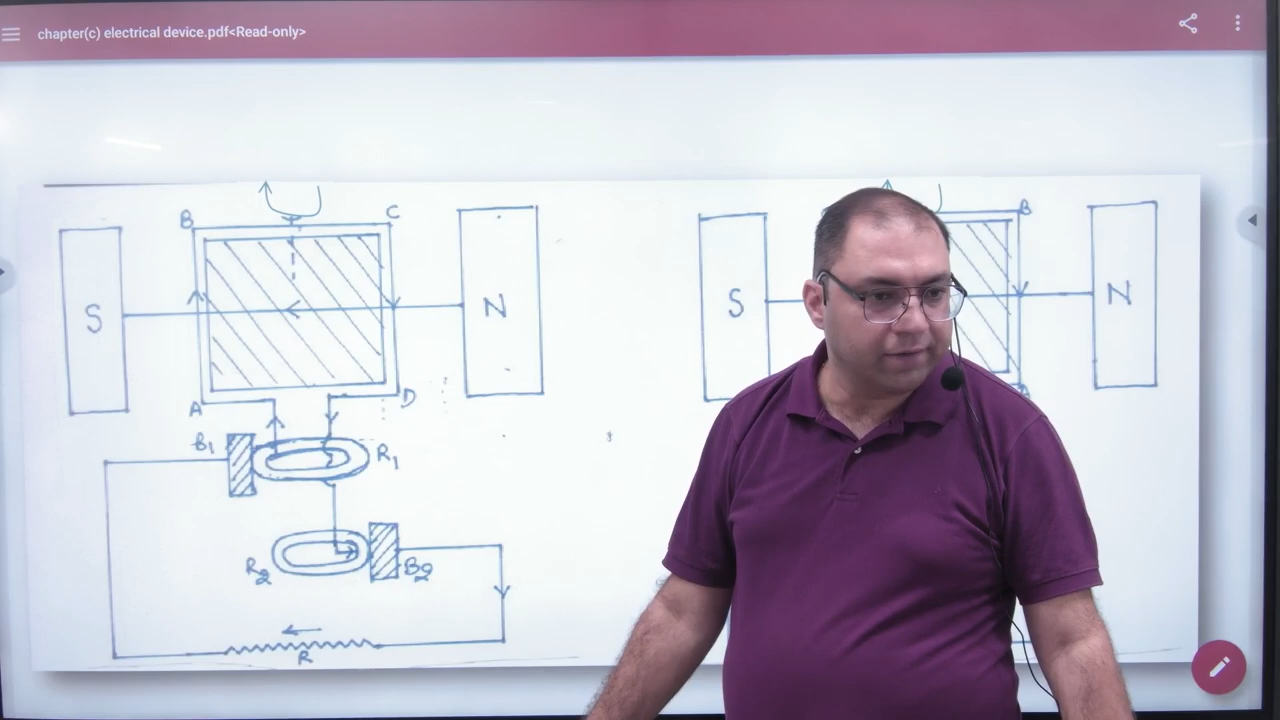 chapter(c) electrical device.pdf<Read-only>
B C
S N
A D
B1 R1
R2 B2
R
B
S N
A